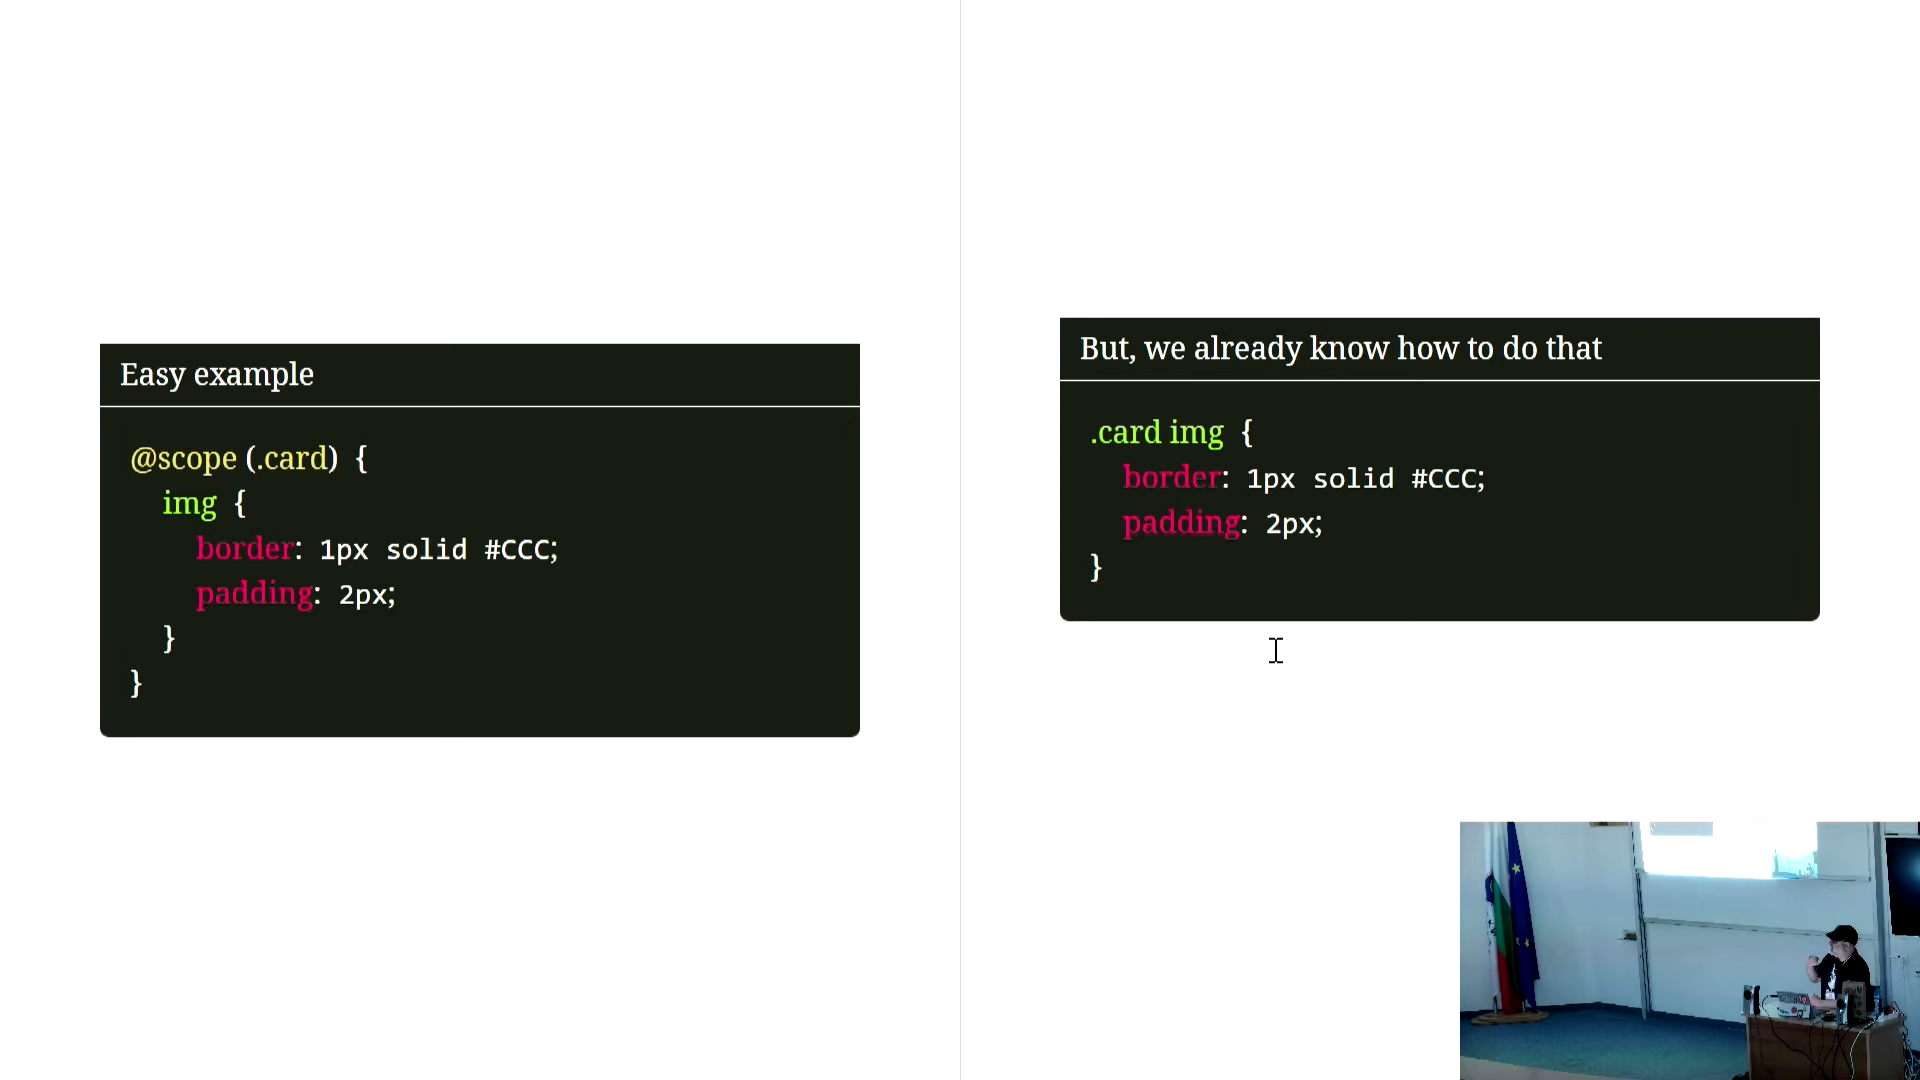 Easy example
@scope (.card) {
img {
border: 1px solid #CCC;
padding: 2px;
}
}
But, we already know how to do that
.card img {
border: 1px solid #CCC;
padding: 2px;
}